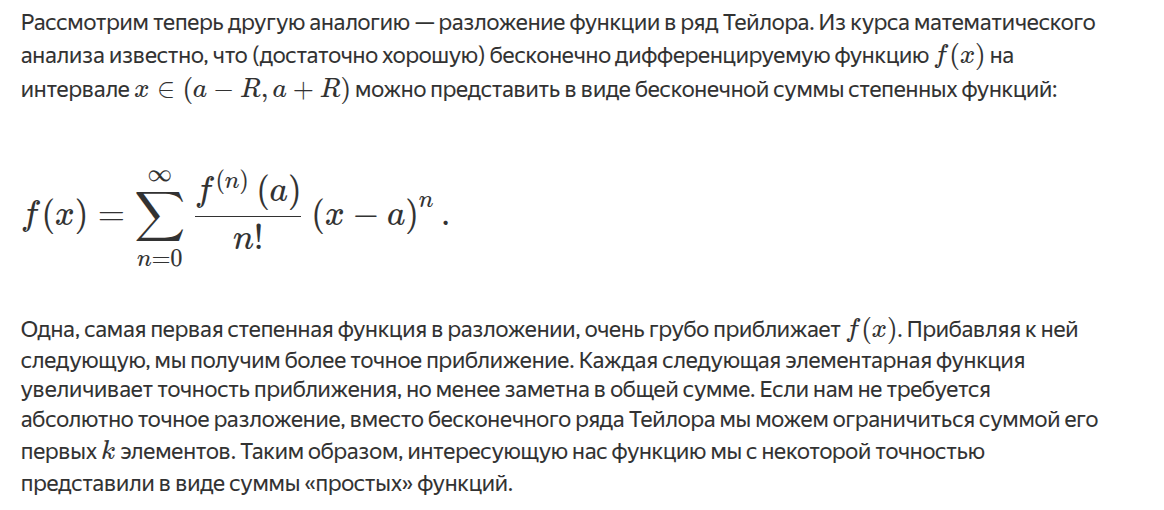 Рассмотрим теперь другую аналогию — разложение функции в ряд Тейлора. Из курса математического
анализа известно, что (достаточно хорошую) бесконечно дифференцируемую функцию f(x) на
интервале x ∈ (a − R, a + R) можно представить в виде бесконечной суммы степенных функций:
f(x) = ∑_{n=0}^{∞} \frac{f^{(n)}(a)}{n!} (x − a)^n .
Одна, самая первая степенная функция в разложении, очень грубо приближает f(x). Прибавляя к ней
следующую, мы получим более точное приближение. Каждая следующая элементарная функция
увеличивает точность приближения, но менее заметна в общей сумме. Если нам не требуется
абсолютно точное разложение, вместо бесконечного ряда Тейлора мы можем ограничиться суммой его
первых k элементов. Таким образом, интересующую нас функцию мы с некоторой точностью
представили в виде суммы «простых» функций.